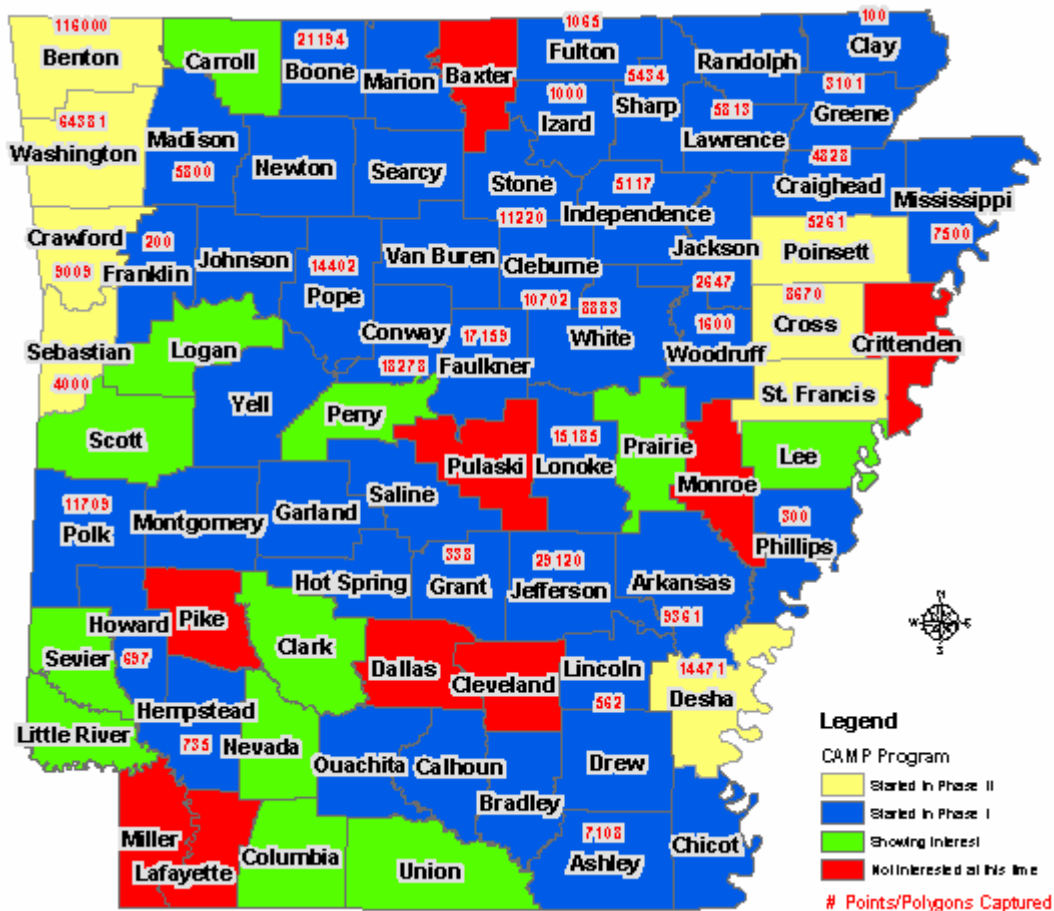 116000
Benton
Carroll
21194
Boone
Marion
Baxter
1065
Fulton
Randolph
100
Clay
5434
Sharp
1000
Izard
5813
Lawrence
3101
Greene
64381
Washington
Madison
5800
Newton
Searcy
Stone
11220
5117
Independence
4828
Craighead
Mississippi
7500
Crawford
9009
200
Franklin
Johnson
14402
Pope
Van Buren
Cleburne
10702
8883
White
Jackson
2647
5261
Poinsett
1600
Woodruff
8670
Cross
Crittenden
Sebastian
4000
Logan
Conway
18278
17159
Faulkner
St. Francis
Scott
Yell
Perry
Pulaski
15185
Lonoke
Prairie
Monroe
Lee
11709
Polk
Montgomery
Garland
Saline
300
Phillips
Hot Spring
338
Grant
29120
Jefferson
Arkansas
9361
Howard
697
Pike
Clark
Dallas
Cleveland
Lincoln
562
14471
Desha
Sevier
Little River
Hempstead
735
Nevada
Ouachita
Calhoun
Bradley
Drew
Miller
Lafayette
Columbia
Union
7108
Ashley
Chicot
N
W E
S
Legend
CAMP Program
Started in Phase II
Started in Phase I
Showing Interest
Not Interested at this time
# Points/Polygons Captured